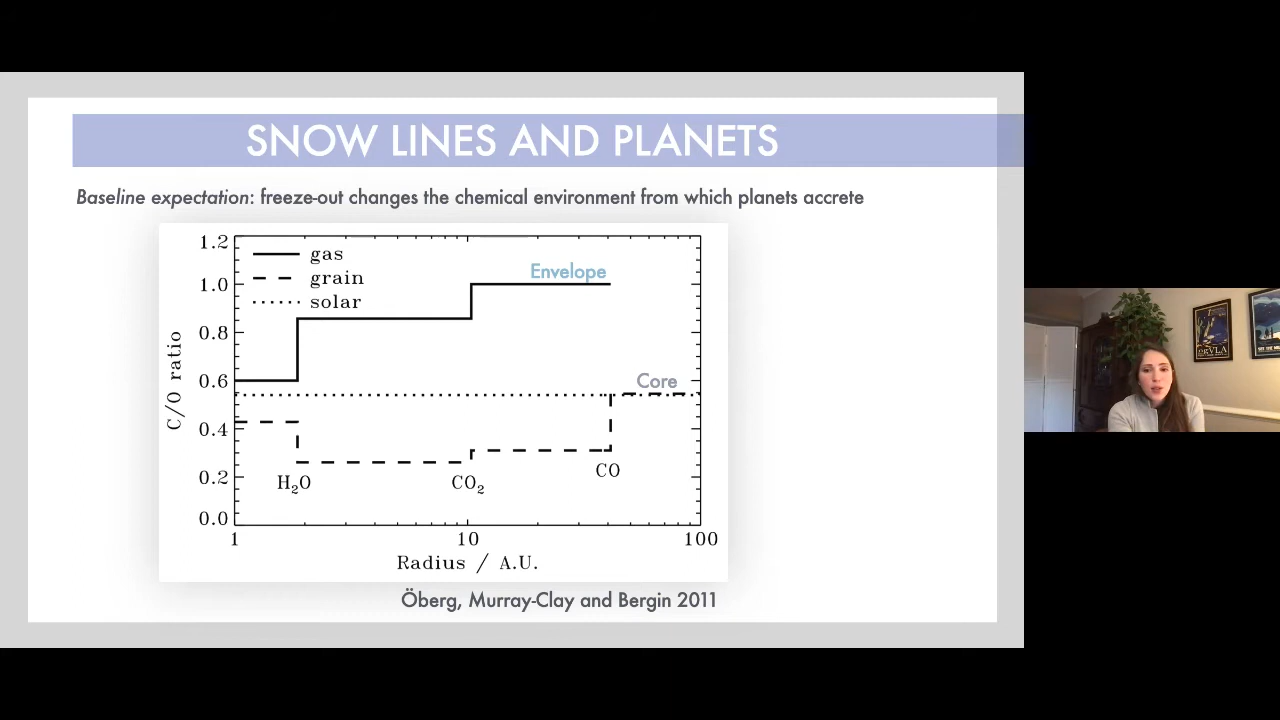 SNOW LINES AND PLANETS
Baseline expectation: freeze-out changes the chemical environment from which planets accrete
1.2
1.0
0.8
0.6
0.4
0.2
0.0
C/O ratio
gas
grain
solar
Envelope
Core
H₂O
CO₂
CO
1
10
100
Radius / A.U.
Öberg, Murray-Clay and Bergin 2011
VLA